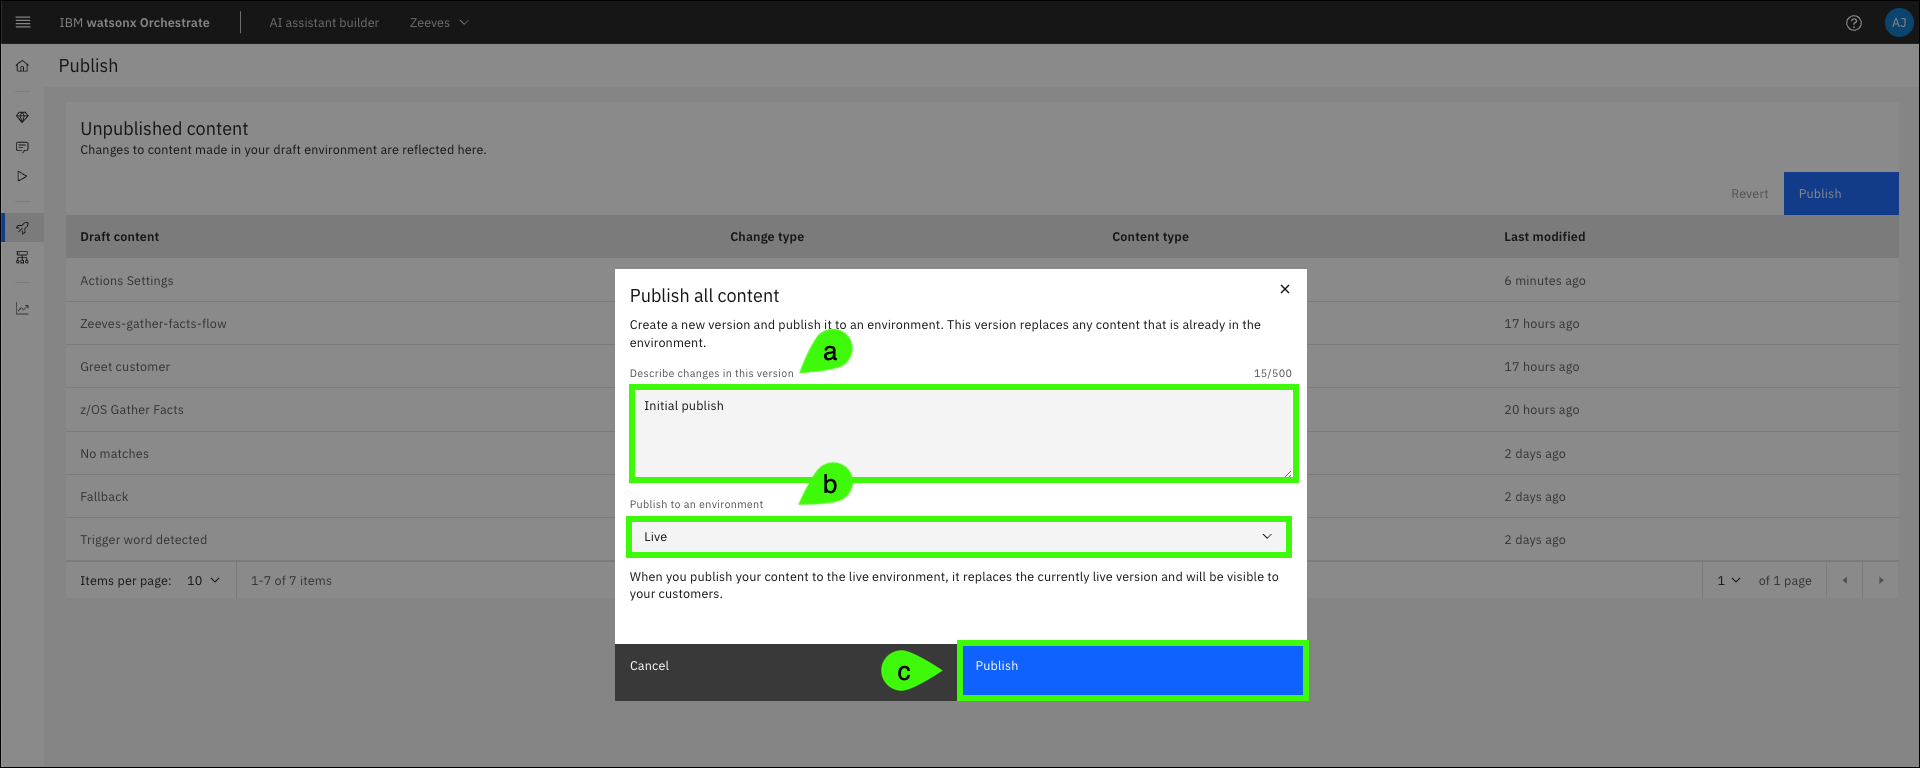 IBM watsonx Orchestrate
AI assistant builder
Zeeves
AJ
Publish
Unpublished content
Changes to content made in your draft environment are reflected here.
Revert
Publish
Draft content Change type Content type Last modified
Actions Settings 6 minutes ago
Zeeves-gather-facts-flow 17 hours ago
Greet customer 17 hours ago
z/OS Gather Facts 20 hours ago
No matches 2 days ago
Fallback 2 days ago
Trigger word detected 2 days ago
Items per page: 10 1-7 of 7 items 1 of 1 page
Publish all content
Create a new version and publish it to an environment. This version replaces any content that is already in the
environment.
a
Describe changes in this version 15/500
Initial publish
b
Publish to an environment
Live
When you publish your content to the live environment, it replaces the currently live version and will be visible to
your customers.
Cancel
c
Publish